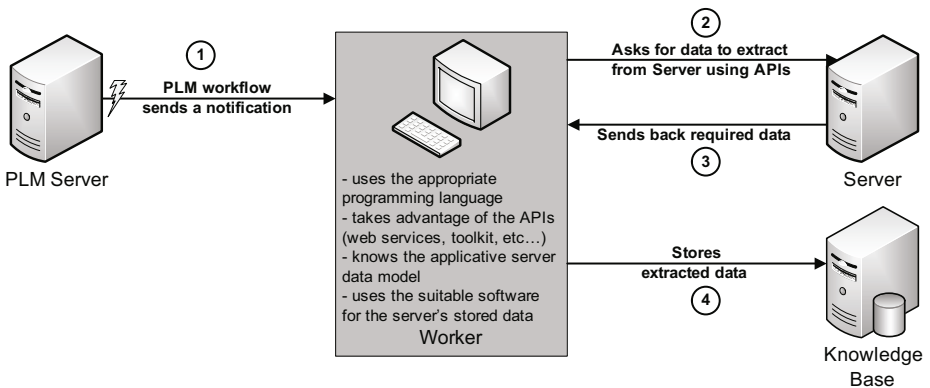 1
PLM workflow
sends a notification
PLM Server
- uses the appropriate
programming language
- takes advantage of the APIs
(web services, toolkit, etc…)
- knows the applicative server
data model
- uses the suitable software
for the server's stored data
Worker
2
Asks for data to extract
from Server using APIs
Sends back required data
3
Server
Stores
extracted data
4
Knowledge
Base